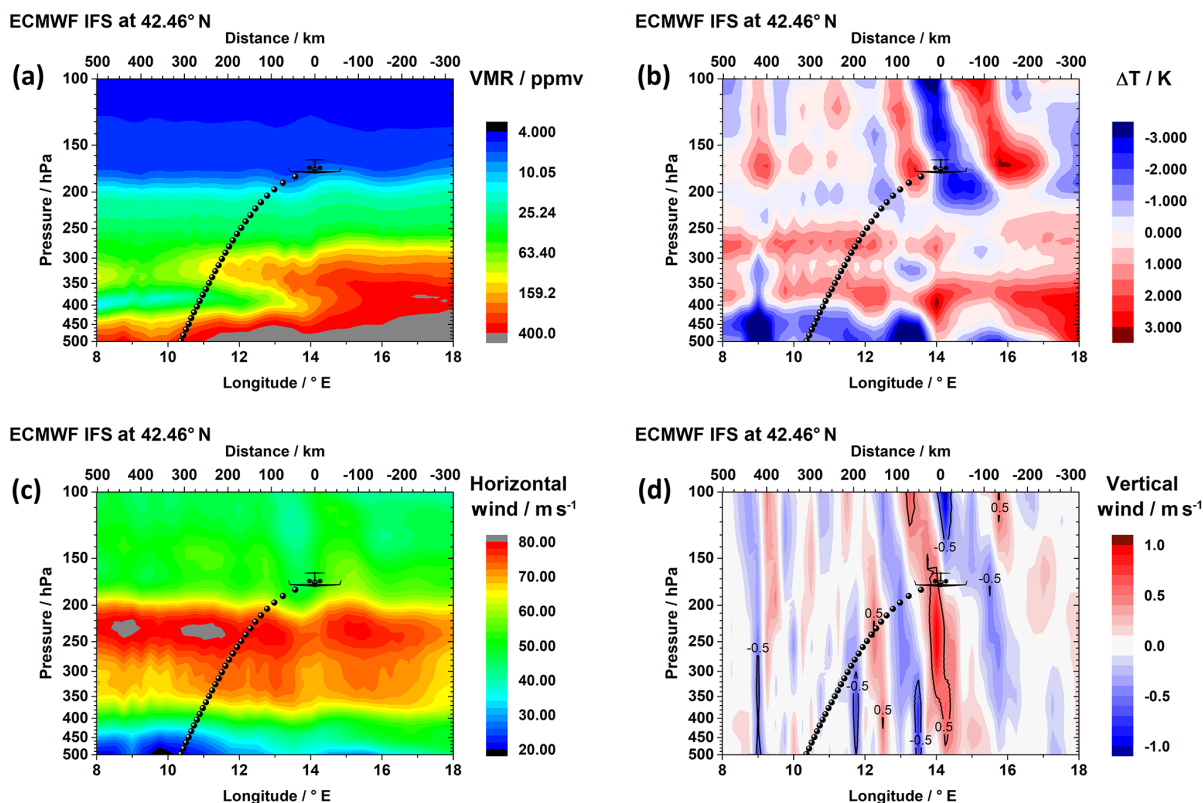 ECMWF IFS at 42.46° N
Distance / km
500 400 300 200 100 0 -100 -200 -300
(a)
VMR / ppmv
100
150
200
250
300
350
400
450
500
Pressure / hPa
4.000
10.05
25.24
63.40
159.2
400.0
8 10 12 14 16 18
Longitude / ° E
ECMWF IFS at 42.46° N
Distance / km
500 400 300 200 100 0 -100 -200 -300
(b)
ΔT / K
100
150
200
250
300
350
400
450
500
Pressure / hPa
-3.000
-2.000
-1.000
0.000
1.000
2.000
3.000
8 10 12 14 16 18
Longitude / ° E
ECMWF IFS at 42.46° N
Distance / km
500 400 300 200 100 0 -100 -200 -300
(c)
Horizontal
wind / m s⁻¹
100
150
200
250
300
350
400
500
Pressure / hPa
80.00
70.00
60.00
50.00
40.00
30.00
20.00
8 10 12 14 16 18
Longitude / ° E
ECMWF IFS at 42.46° N
Distance / km
500 400 300 200 100 0 -100 -200 -300
(d)
Vertical
wind / m s⁻¹
100
150
200
250
300
350
400
500
Pressure / hPa
0.5
-0.5
-0.5
0.5
-0.5
-0.5
0.5
0.5
-0.5
1.0
0.5
0.0
-0.5
-1.0
8 10 12 14 16 18
Longitude / ° E